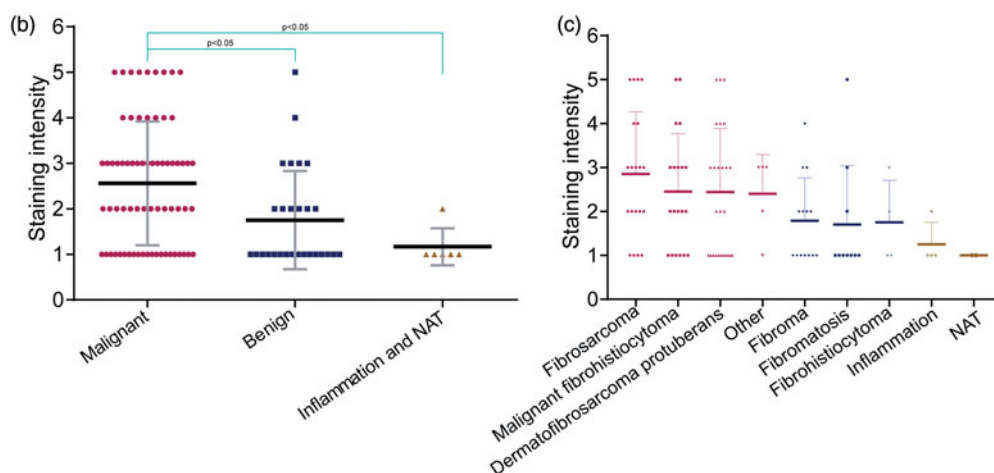 (b)
p<0.05
p<0.05
Staining intensity
6
5
4
3
2
1
0
Malignant
Benign
Inflammation and NAT
(c)
Staining intensity
6
5
4
3
2
1
0
Fibrosarcoma
Malignant fibrohistiocytoma
Dermatofibrosarcoma protuberans
Other
Fibroma
Fibromatosis
Fibrohistiocytoma
Inflammation
NAT